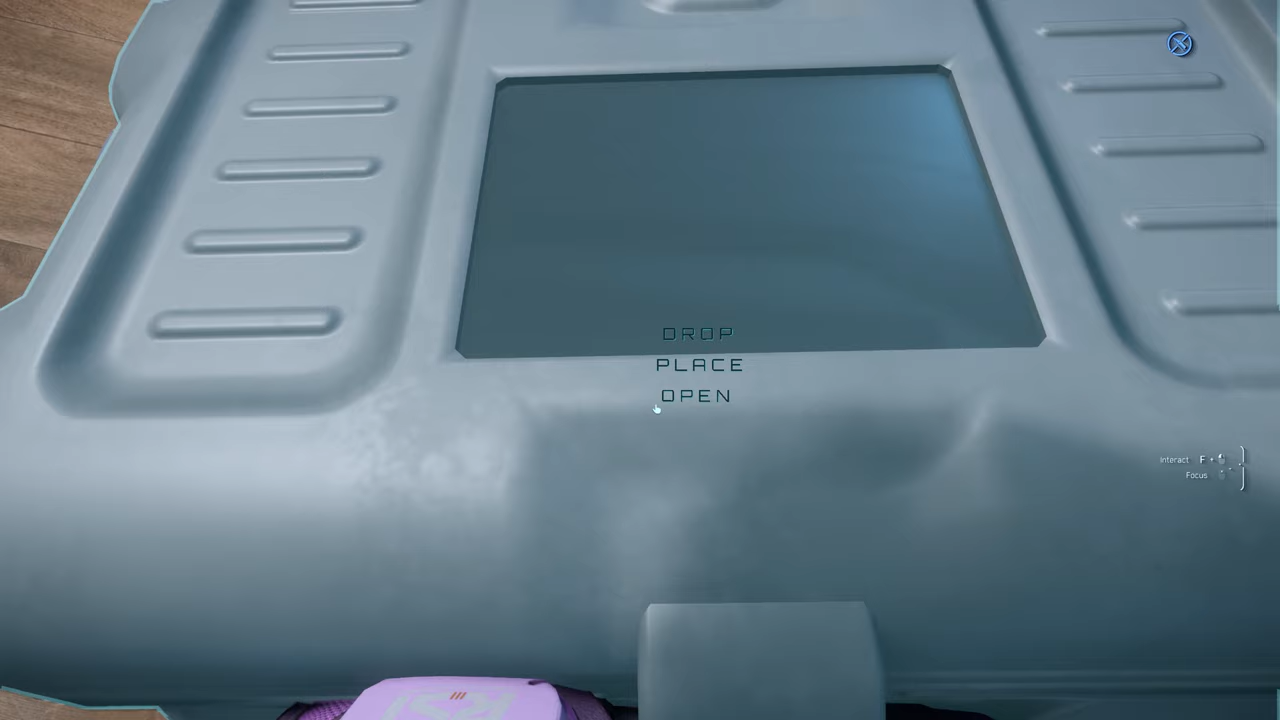 DROP
PLACE
OPEN
Interact F +
Focus